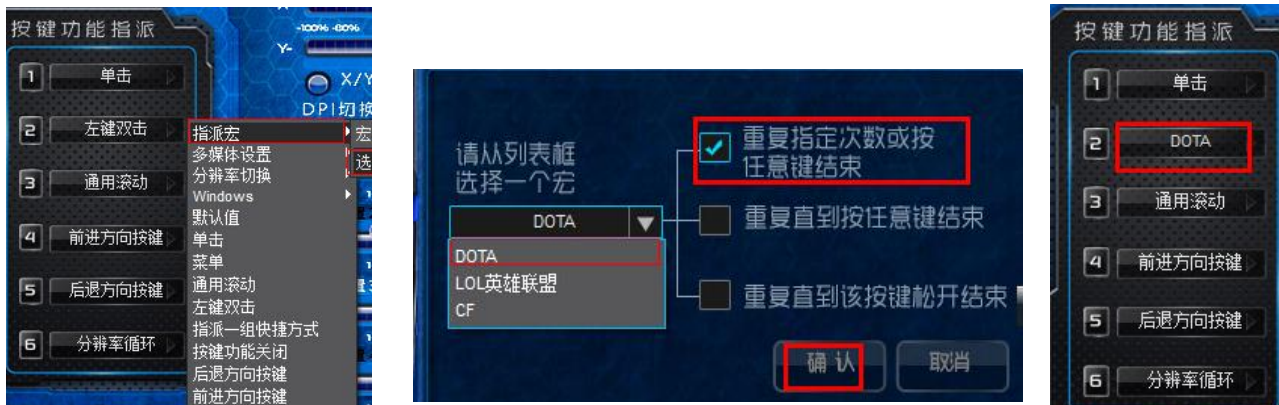 按键功能指派
1 单击
2 左键双击
3 通用滚动
4 前进方向按键
5 后退方向按键
6 分辨率循环
-100% -80%
Y-
X/Y
DPI切换
指派宏
宏
多媒体设置
选
分辨率切换
Windows
默认值
单击
菜单
通用滚动
左键双击
指派一组快捷方式
按键功能关闭
后退方向按键
前进方向按键
请从列表框
选择一个宏
DOTA
DOTA
LOL英雄联盟
CF
重复指定次数或按
任意键结束
重复直到按任意键结束
重复直到该按键松开结束
确认
取消
按键功能指派
1 单击
2 DOTA
3 通用滚动
4 前进方向按键
5 后退方向按键
6 分辨率循环